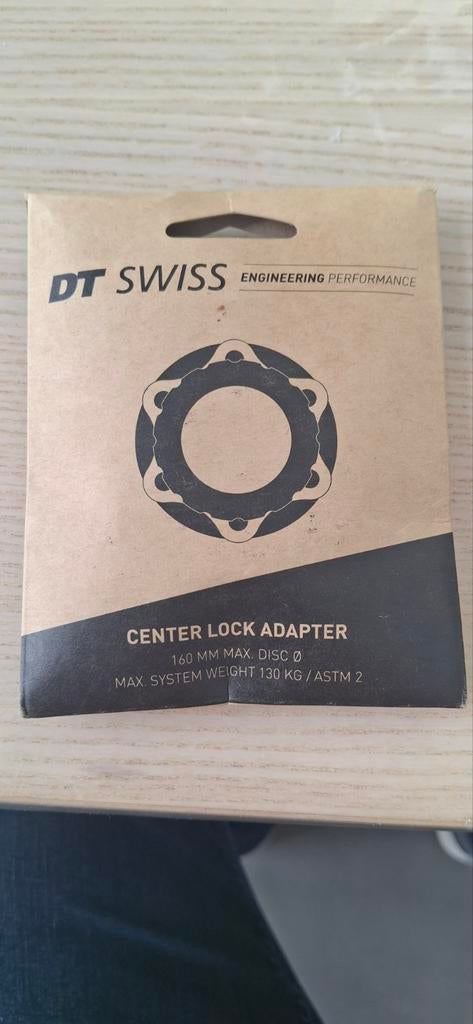 DT SWISS ENGINEERING PERFORMANCE
CENTER LOCK ADAPTER
160 MM MAX. DISC Ø
MAX. SYSTEM WEIGHT 130 KG / ASTM 2